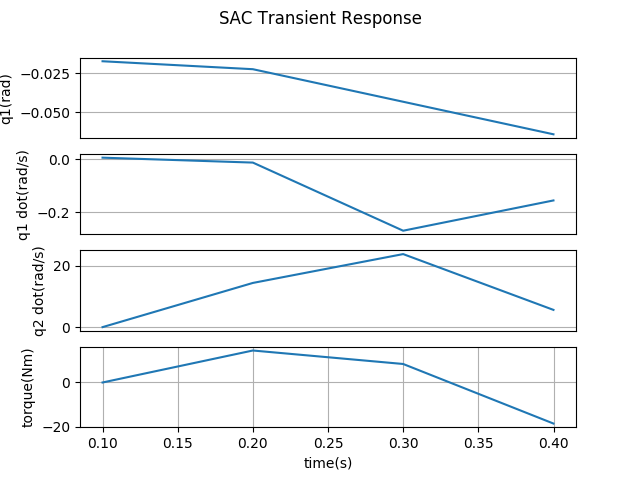 SAC Transient Response
−0.025
−0.050
q1(rad)
0.0
−0.2
q1 dot(rad/s)
20
0
q2 dot(rad/s)
0
−20
torque(Nm)
0.10 0.15 0.20 0.25 0.30 0.35 0.40
time(s)